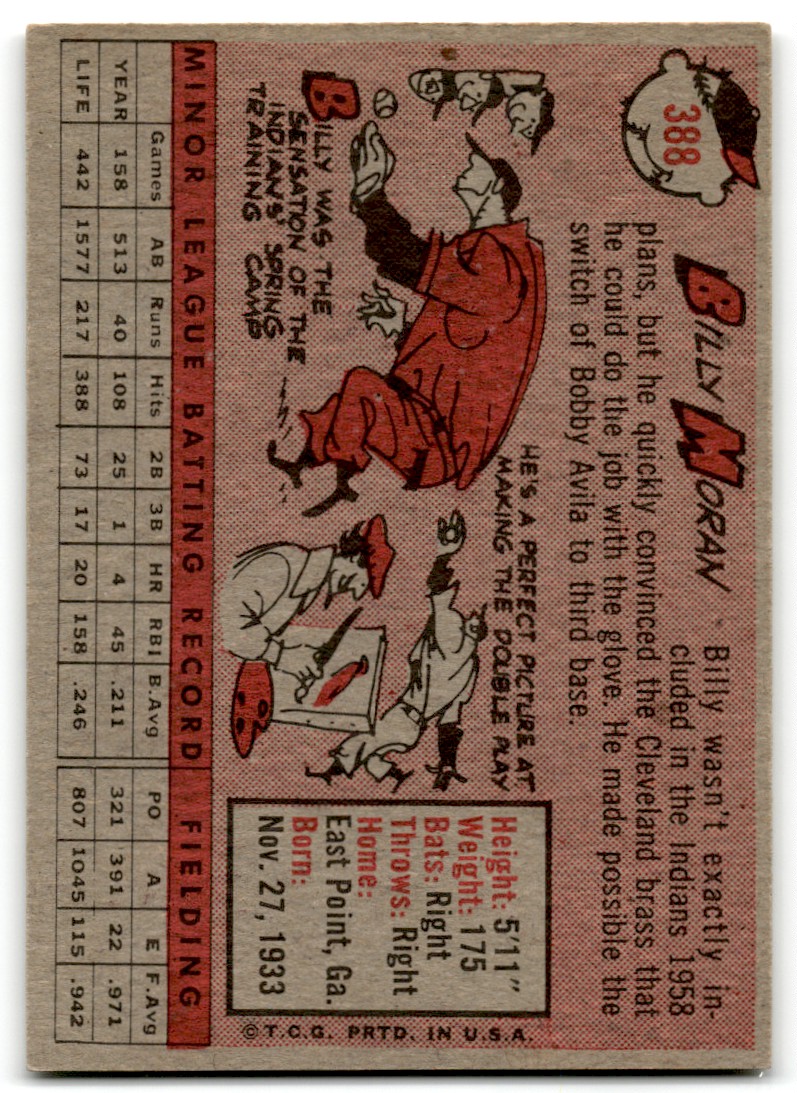 388
BILLY MORAN
Billy wasn't exactly in-
cluded in the Indians 1958
plans, but he quickly convinced the Cleveland brass that
he could do the job with the glove. He made possible the
switch of Bobby Avila to third base.
BILLY WAS THE
SENSATION OF THE
INDIANS' SPRING
TRAINING CAMP
HE'S A PERFECT PICTURE AT
MAKING THE DOUBLE PLAY
Height: 5'11"
Weight: 175
Bats: Right
Throws: Right
Home:
East Point, Ga.
Born:
Nov. 27, 1933
©T.C.G. PRTD. IN U.S.A.
MINOR LEAGUE BATTING RECORD FIELDING
Games AB Runs Hits 2B 3B HR RBI B.Avg PO A E F.Avg
YEAR 158 513 40 108 25 1 4 45 .211 321 391 22 .971
LIFE 442 1577 217 388 73 17 20 158 .246 807 1045 115 .942